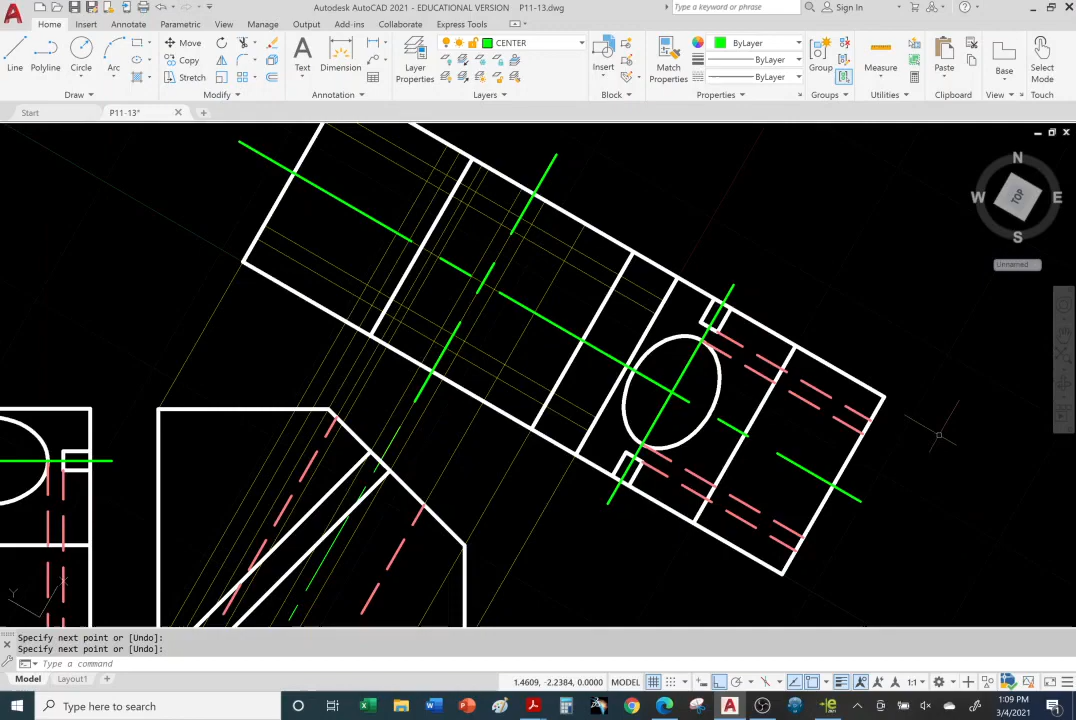 Autodesk AutoCAD 2021 - EDUCATIONAL VERSION P11-13.dwg
Type a keyword or phrase
Sign In
Home Insert Annotate Parametric View Manage Output Add-ins Collaborate Express Tools
Line Polyline Circle Arc
Move
Copy
Stretch
Text Dimension
Layer Properties
CENTER
Insert
Match Properties
ByLayer
ByLayer
ByLayer
Group
Measure
Paste
Base
Select Mode
Draw Modify Annotation Layers Block Properties Groups Utilities Clipboard View Touch
Start P11-13*
N
W TOP E
S
Unnamed
Y
X
Specify next point or [Undo]:
Specify next point or [Undo]:
Type a command
Model Layout1 +
1.4609, -2.2384, 0.0000 MODEL 1:1
Type here to search
1:09 PM
3/4/2021